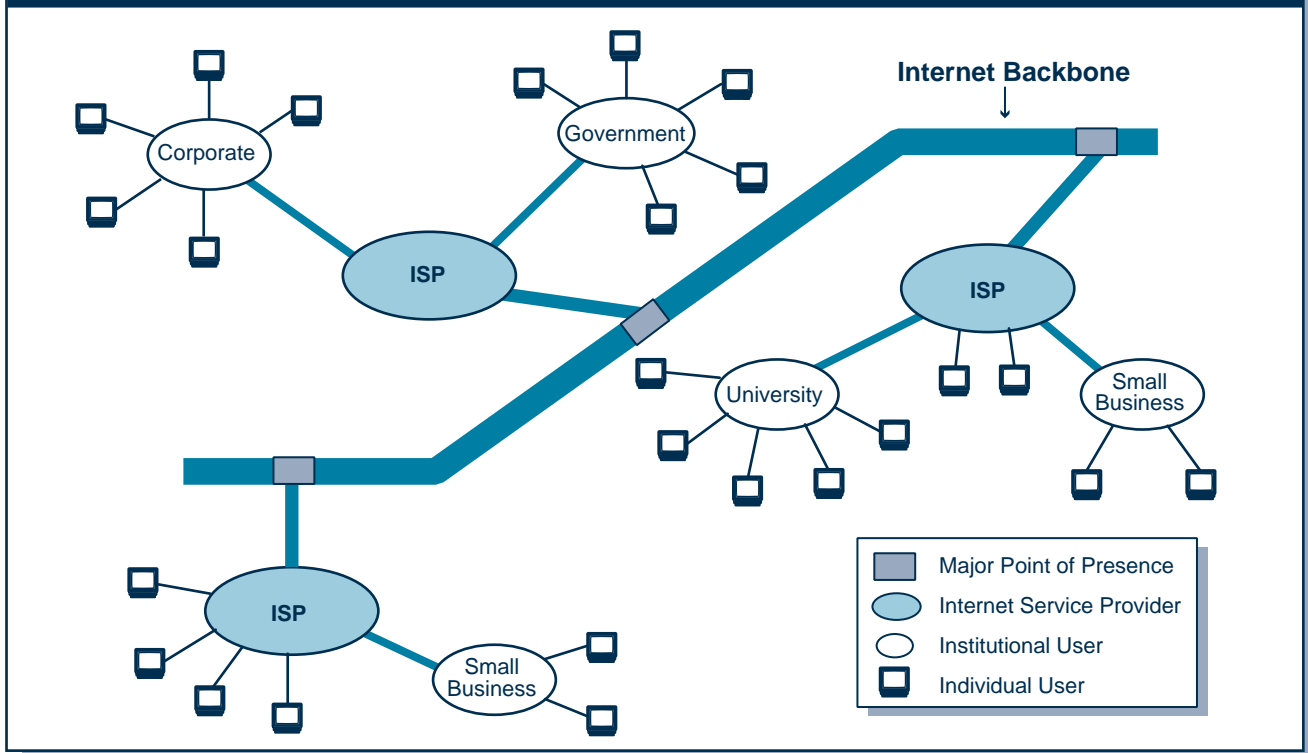 Internet Backbone
Corporate
Government
ISP
ISP
University
Small
Business
ISP
Small
Business
Major Point of Presence
Internet Service Provider
Institutional User
Individual User